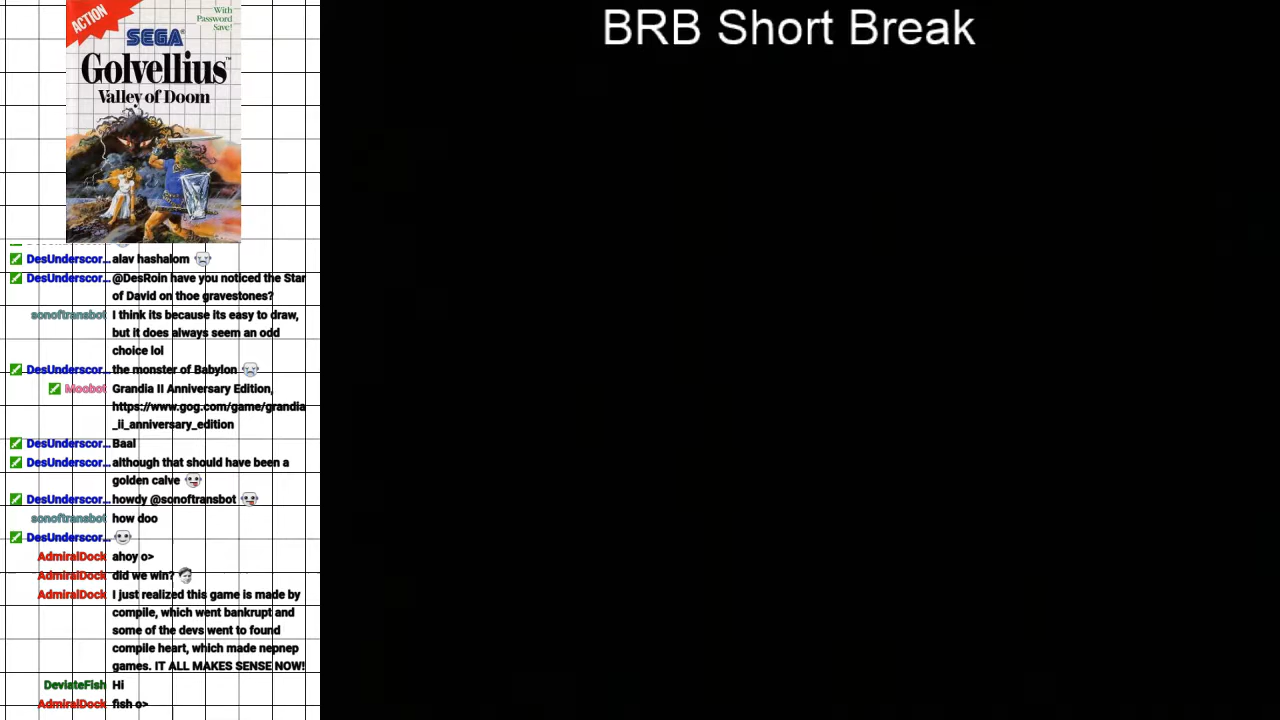 BRB Short Break
ACTION
With
Password
Save!
SEGA®
Golvellius™
Valley of Doom
DesUnderscor... alav hashalom
DesUnderscor... @DesRoin have you noticed the Star
of David on thoe gravestones?
sonoftransbot I think its because its easy to draw,
but it does always seem an odd
choice lol
DesUnderscor... the monster of Babylon
Moobot Grandia II Anniversary Edition,
https://www.gog.com/game/grandia
_ii_anniversary_edition
DesUnderscor... Baal
DesUnderscor... although that should have been a
golden calve
DesUnderscor... howdy @sonoftransbot
sonoftransbot how doo
DesUnderscor...
AdmiralDock ahoy o>
AdmiralDock did we win?
AdmiralDock I just realized this game is made by
compile, which went bankrupt and
some of the devs went to found
compile heart, which made nepnep
games. IT ALL MAKES SENSE NOW!
DeviateFish Hi
AdmiralDock fish o>